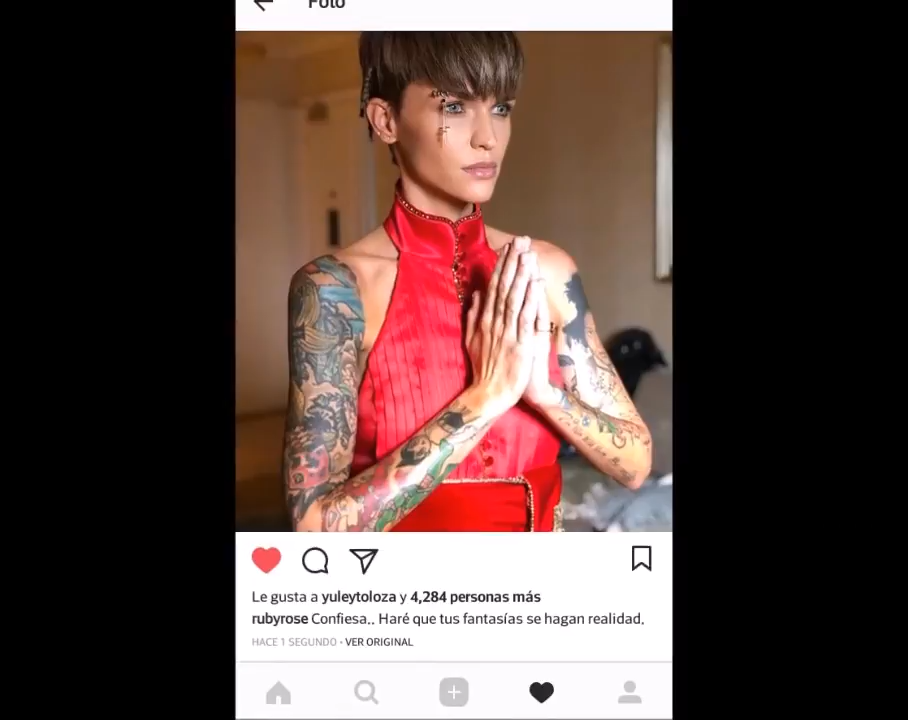 Foto
Le gusta a yuleytoloza y 4,284 personas más
rubyrose Confiesa.. Haré que tus fantasías se hagan realidad.
HACE 1 SEGUNDO • VER ORIGINAL